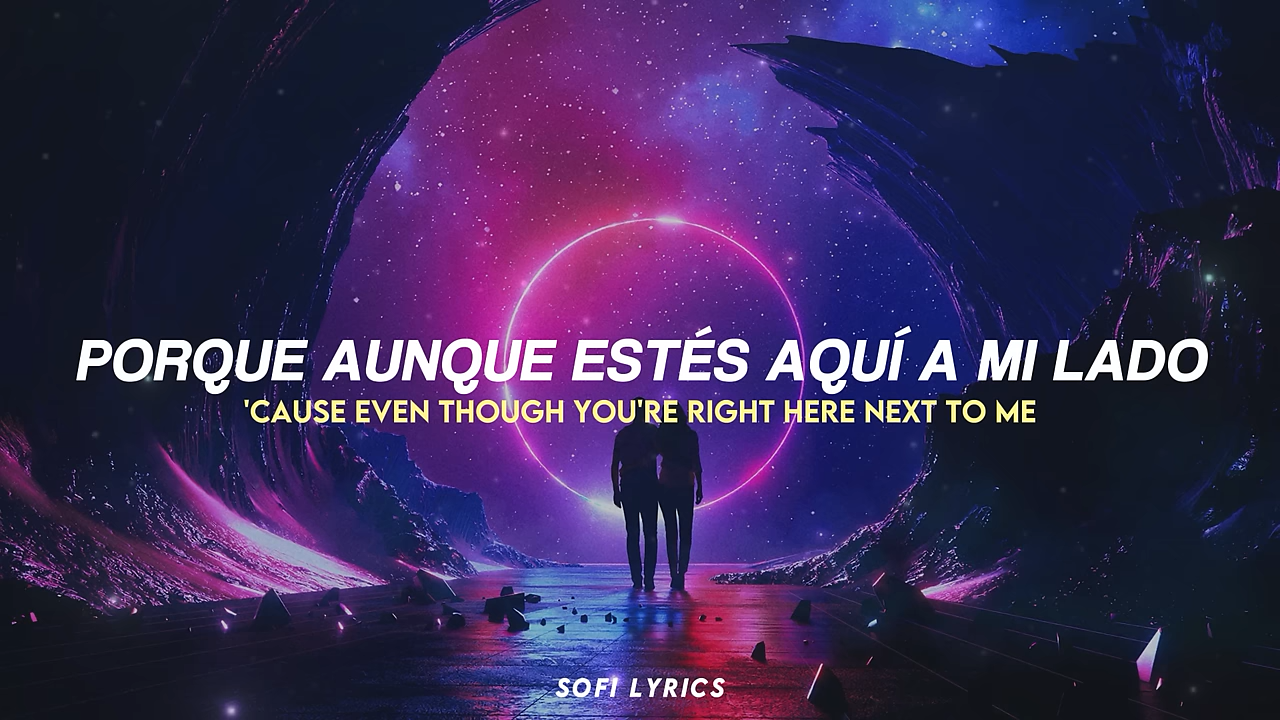 PORQUE AUNQUE ESTÉS AQUÍ A MI LADO
'CAUSE EVEN THOUGH YOU'RE RIGHT HERE NEXT TO ME
SOFI LYRICS